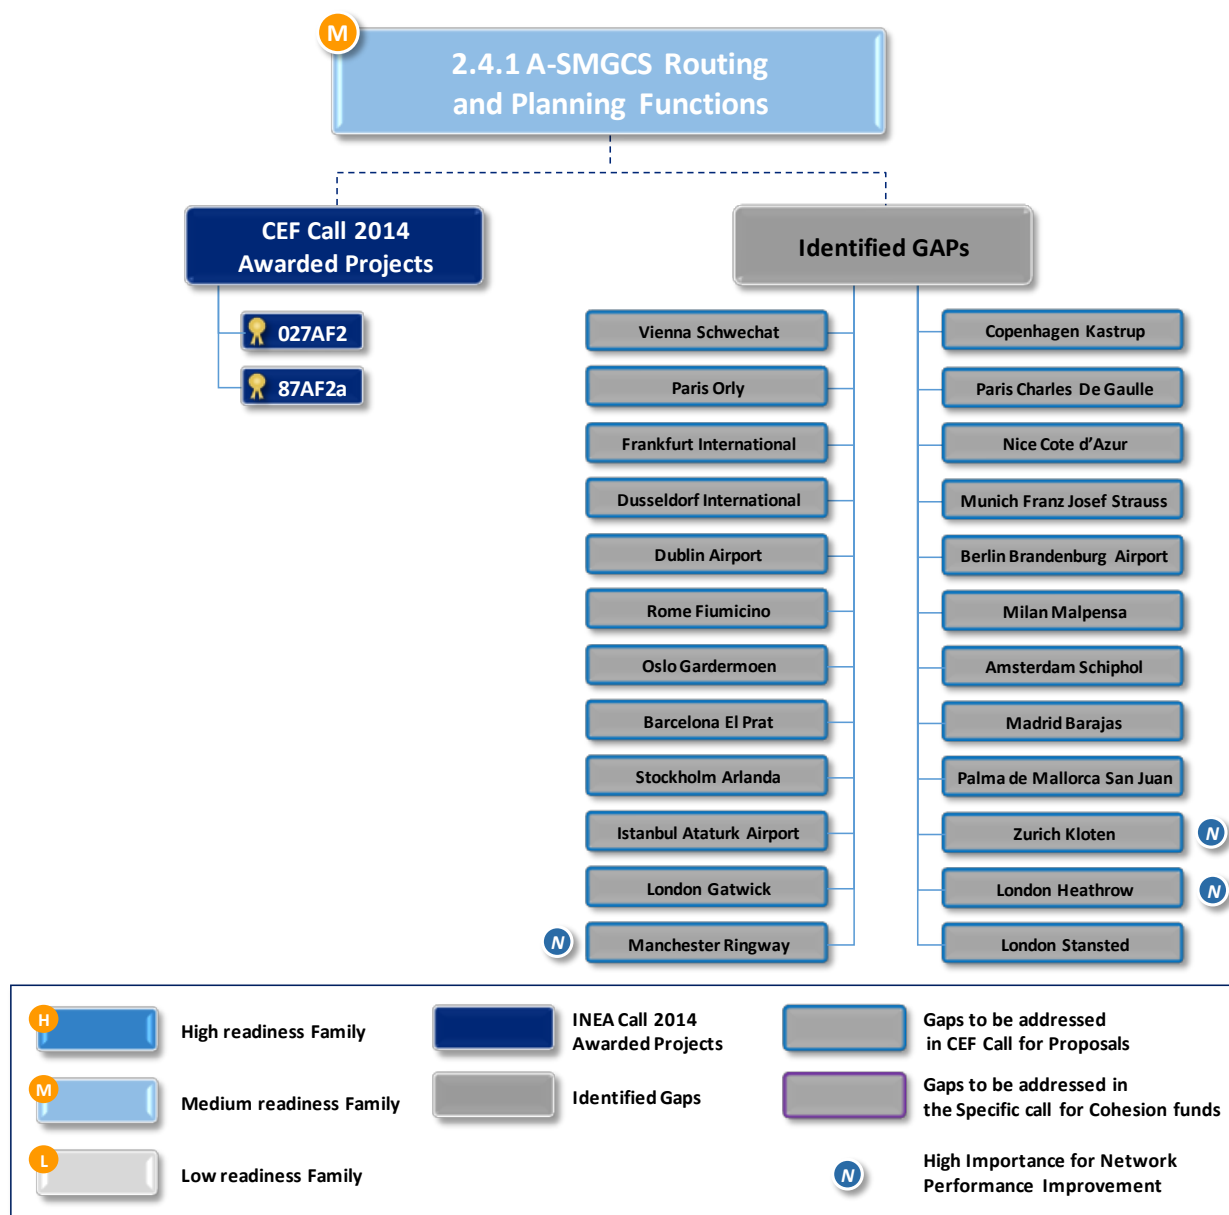 M
2.4.1 A-SMGCS Routing
and Planning Functions
CEF Call 2014
Awarded Projects
027AF2
87AF2a
Identified GAPs
Vienna Schwechat
Paris Orly
Frankfurt International
Dusseldorf International
Dublin Airport
Rome Fiumicino
Oslo Gardermoen
Barcelona El Prat
Stockholm Arlanda
Istanbul Ataturk Airport
London Gatwick
N
Manchester Ringway
Copenhagen Kastrup
Paris Charles De Gaulle
Nice Cote d’Azur
Munich Franz Josef Strauss
Berlin Brandenburg Airport
Milan Malpensa
Amsterdam Schiphol
Madrid Barajas
Palma de Mallorca San Juan
Zurich Kloten
N
London Heathrow
N
London Stansted
H
High readiness Family
M
Medium readiness Family
L
Low readiness Family
INEA Call 2014
Awarded Projects
Identified Gaps
Gaps to be addressed
in CEF Call for Proposals
Gaps to be addressed in
the Specific call for Cohesion funds
N
High Importance for Network
Performance Improvement